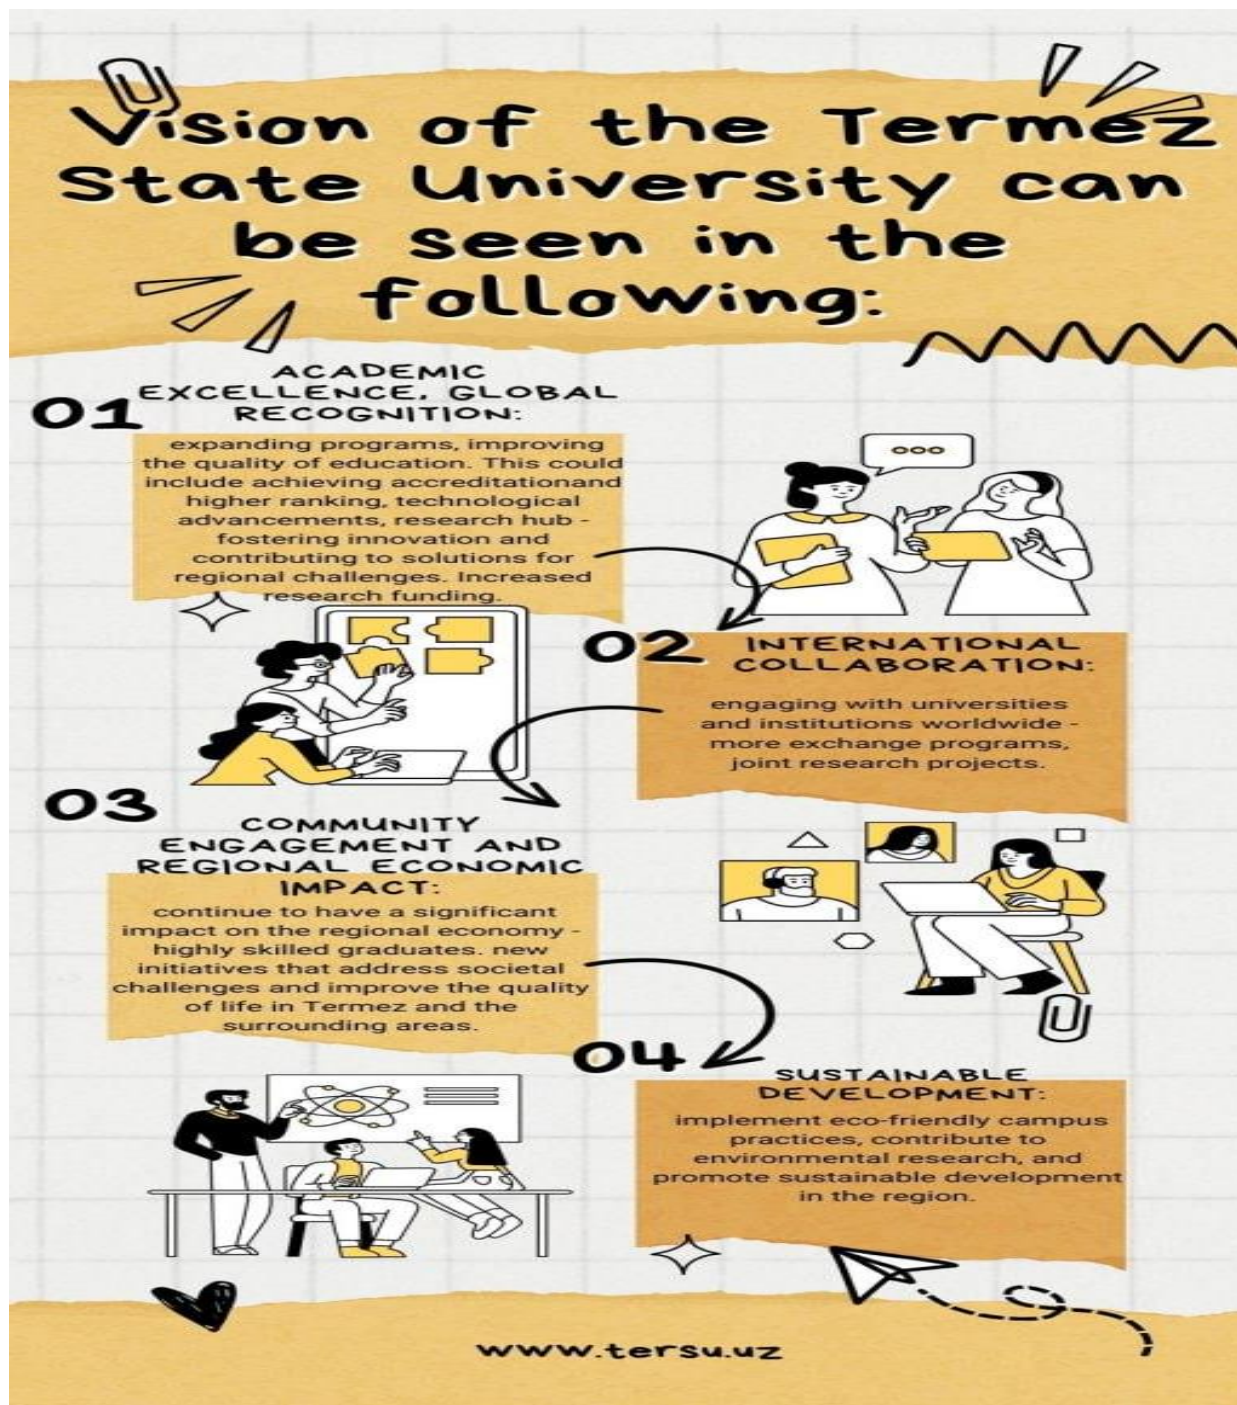 Vision of the Termez
State University can
be seen in the
following:
01
ACADEMIC
EXCELLENCE, GLOBAL
RECOGNITION:
expanding programs, improving
the quality of education. This could
include achieving accreditationand
higher ranking, technological
advancements, research hub -
fostering innovation and
contributing to solutions for
regional challenges. Increased
research funding.
02
INTERNATIONAL
COLLABORATION:
engaging with universities
and institutions worldwide -
more exchange programs,
joint research projects.
03
COMMUNITY
ENGAGEMENT AND
REGIONAL ECONOMIC
IMPACT:
continue to have a significant
impact on the regional economy -
highly skilled graduates. new
initiatives that address societal
challenges and improve the quality
of life in Termez and the
surrounding areas.
04
SUSTAINABLE
DEVELOPMENT:
implement eco-friendly campus
practices, contribute to
environmental research, and
promote sustainable development
in the region.
www.tersu.uz